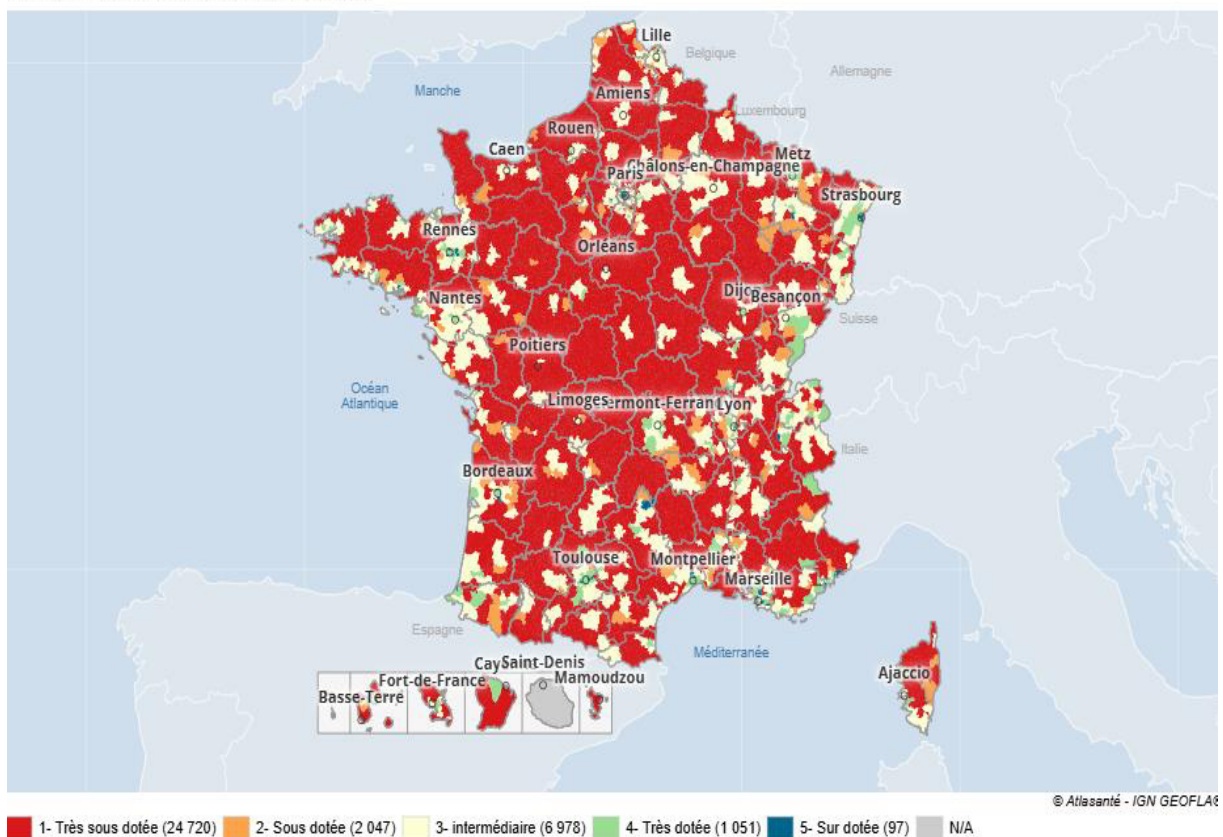 Lille
Belgique
Allemagne
Manche
Amiens
Luxembourg
Rouen
Caen
Metz
Châlons-en-Champagne
Paris
Strasbourg
Rennes
Orléans
Dijon
Besançon
Nantes
Suisse
Poitiers
Océan
Atlantique
Limoges
ermont-Ferran
Lyon
Italie
Bordeaux
Toulouse
Montpellier
Marseille
Espagne
Méditerranée
Cay
Saint-Denis
Fort-de-France
Mamoudzou
Basse-Terre
Ajaccio
© Atlasanté - IGN GEOFLA®
1- Très sous dotée (24 720) 2- Sous dotée (2 047) 3- intermédiaire (6 978) 4- Très dotée (1 051) 5- Sur dotée (97) N/A